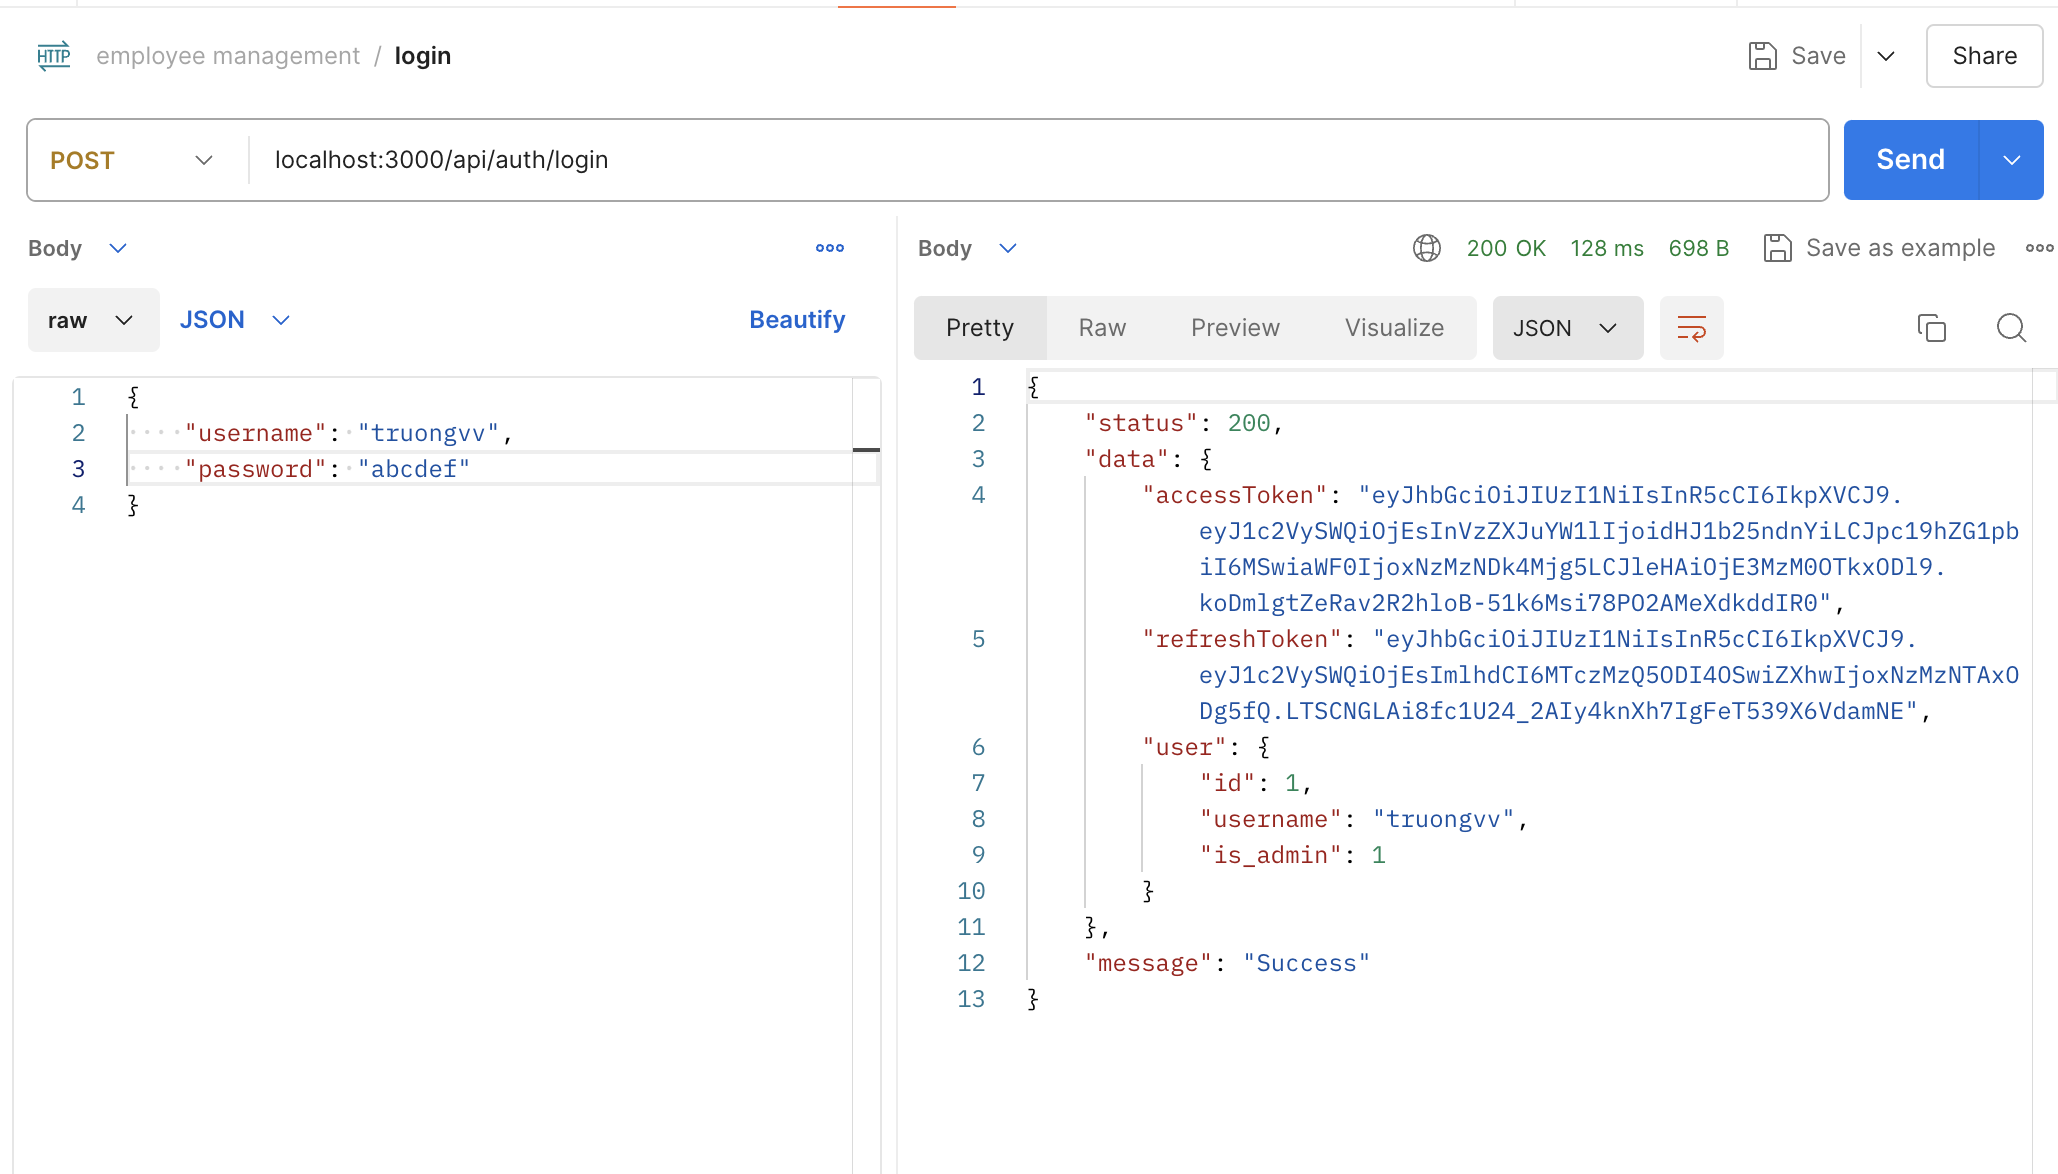 HTTP employee management / login Save Share
POST localhost:3000/api/auth/login Send
Body
raw JSON Beautify
1 {
2 "username": "truongvv",
3 "password": "abcdef"
4 }
Body 200 OK 128 ms 698 B Save as example
Pretty Raw Preview Visualize JSON
1 {
2 "status": 200,
3 "data": {
4 "accessToken": "eyJhbGciOiJIUzI1NiIsInR5cCI6IkpXVCJ9.
eyJ1c2VySWQiOjEsInVzZXJuYW1lIjoidHJ1b25ndnYiLCJpc19hZG1pb
iI6MSwiaWF0IjoxNzMzNDk4Mjg5LCJleHAiOjE3MzM0OTkxODl9.
koDmlgtZeRav2R2hloB-51k6Msi78PO2AMeXdkddIR0",
5 "refreshToken": "eyJhbGciOiJIUzI1NiIsInR5cCI6IkpXVCJ9.
eyJ1c2VySWQiOjEsImlhdCI6MTczMzQ5ODI4OSwiZXhwIjoxNzMzNTAxO
Dg5fQ.LTSCNGLAi8fc1U24_2AIy4knXh7IgFeT539X6VdamNE",
6 "user": {
7 "id": 1,
8 "username": "truongvv",
9 "is_admin": 1
10 }
11 },
12 "message": "Success"
13 }